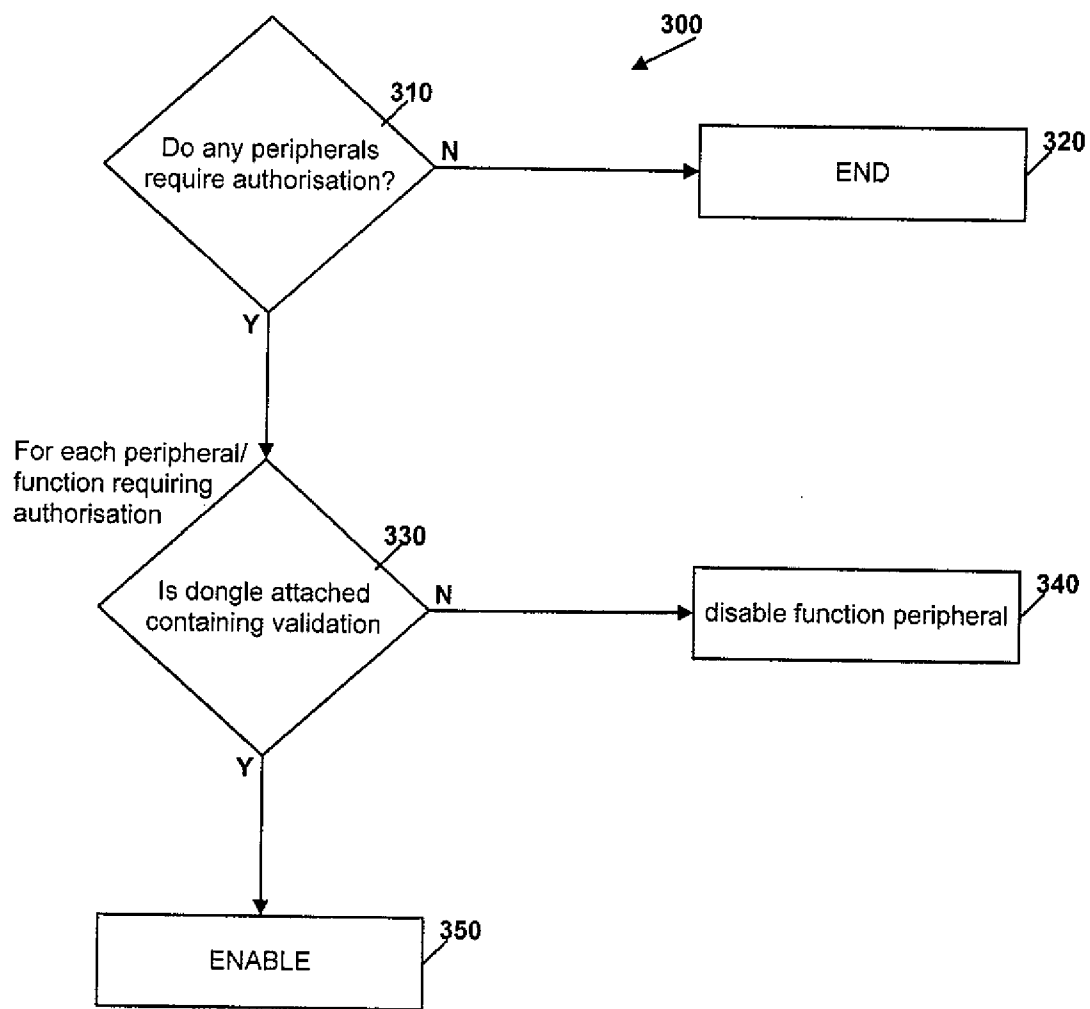 300
310
Do any peripherals
require authorisation?
N
END
320
Y
For each peripheral/
function requiring
authorisation
330
Is dongle attached
containing validation
N
disable function peripheral
340
Y
ENABLE
350